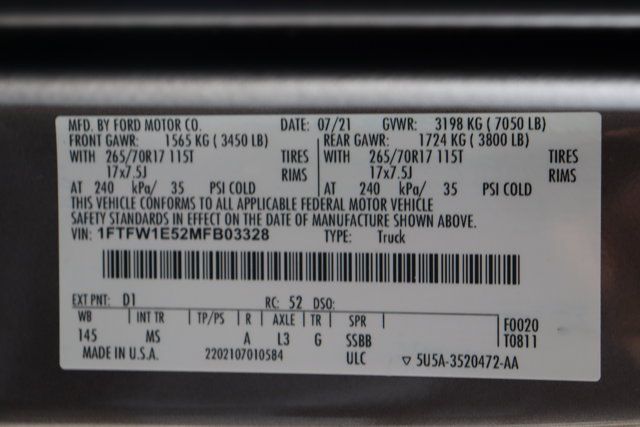 MFD. BY FORD MOTOR CO. DATE: 07/21 GVWR: 3198 KG ( 7050 LB)
FRONT GAWR: 1565 KG ( 3450 LB) REAR GAWR: 1724 KG ( 3800 LB)
WITH 265/70R17 115T TIRES WITH 265/70R17 115T TIRES
17x7.5J RIMS 17x7.5J RIMS
AT 240 kPa/ 35 PSI COLD AT 240 kPa/ 35 PSI COLD
THIS VEHICLE CONFORMS TO ALL APPLICABLE FEDERAL MOTOR VEHICLE
SAFETY STANDARDS IN EFFECT ON THE DATE OF MANUFACTURE SHOWN ABOVE.
VIN: 1FTFW1E52MFB03328 TYPE: Truck
EXT PNT: D1 RC: 52 DSO:
WB INT TR TP/PS R AXLE TR SPR F0020
145 MS A L3 G SSBB T0811
MADE IN U.S.A. 2202107010584 ULC ▽ 5U5A-3520472-AA